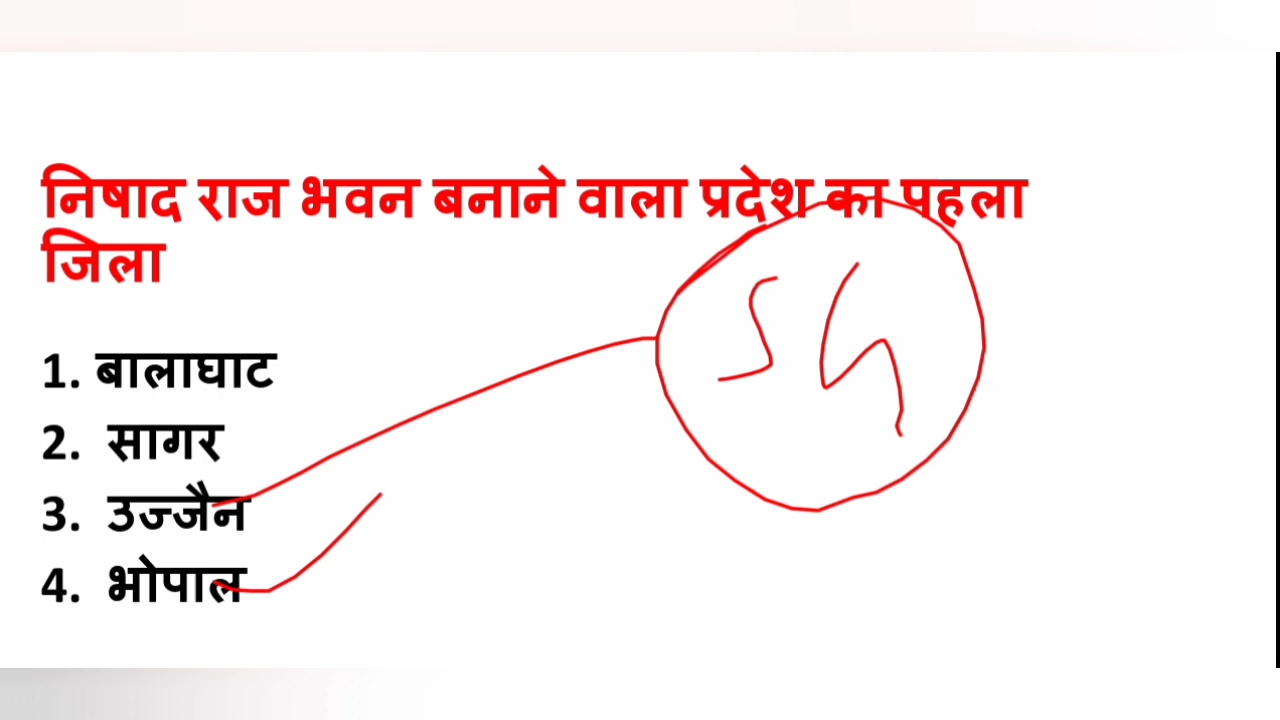 निषाद राज भवन बनाने वाला प्रदेश का पहला
जिला
1. बालाघाट
2. सागर
3. उज्जैन
4. भोपाल